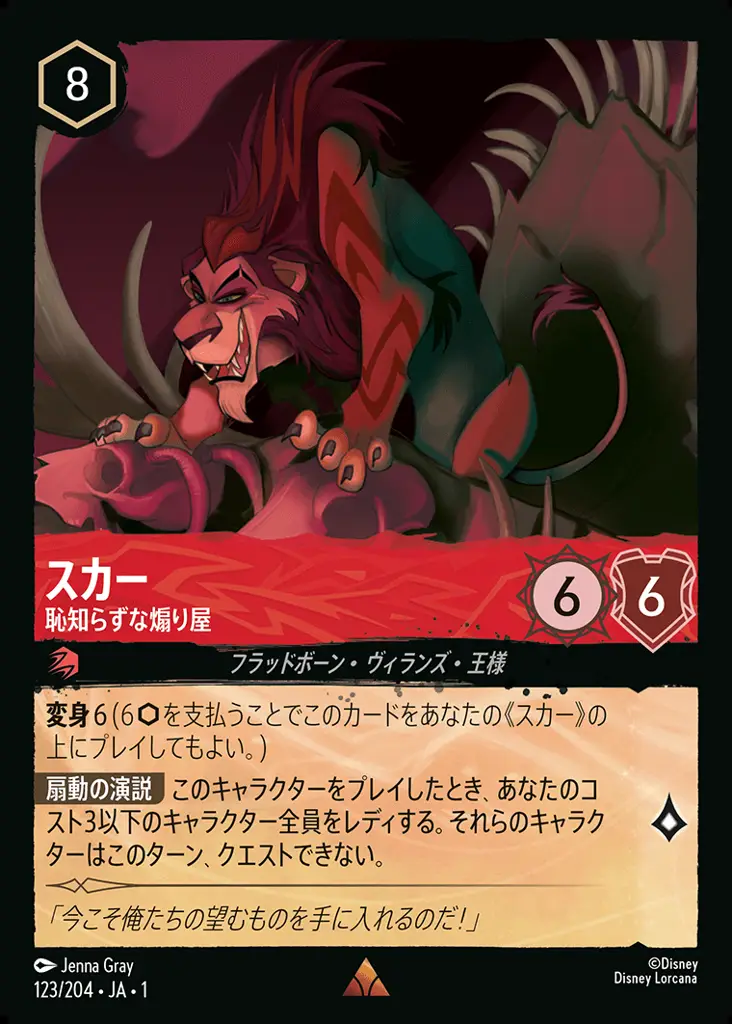 8
スカー
恥知らずな煽り屋
6
6
フラッドボーン・ヴィランズ・王様
変身 6 (6⬡を支払うことでこのカードをあなたの《スカー》の
上にプレイしてもよい。)
扇動の演説 このキャラクターをプレイしたとき、あなたのコ
スト3以下のキャラクター全員をレディする。それらのキャラク
ターはこのターン、クエストできない。
「今こそ俺たちの望むものを手に入れるのだ!」
Jenna Gray
©Disney
123/204 • JA • 1
Disney Lorcana